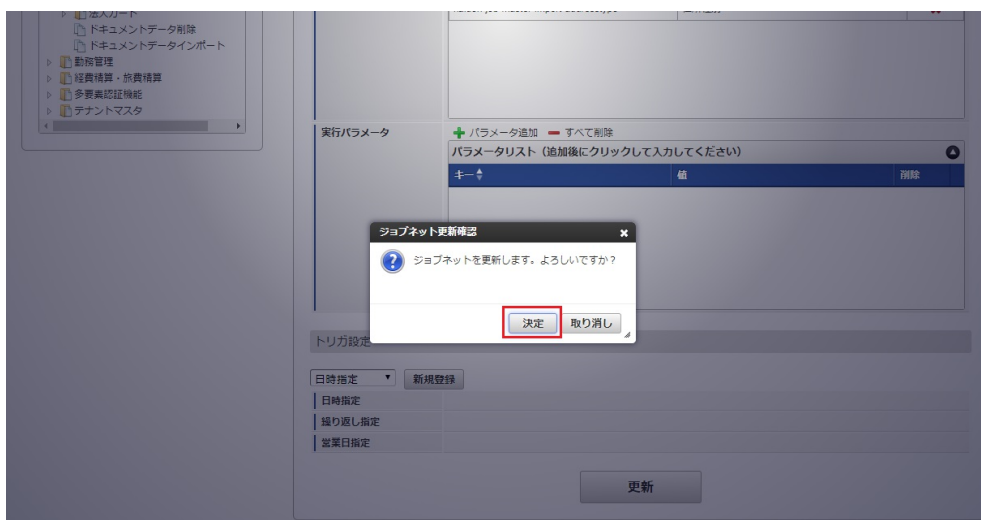 法人カード
ドキュメントデータ削除
ドキュメントデータインポート
勤務管理
経費精算・旅費精算
多要素認証機能
テナントマスタ
実行パラメータ
パラメータ追加 すべて削除
パラメータリスト（追加後にクリックして入力してください）
キー 値 削除
ジョブネット更新確認
ジョブネットを更新します。よろしいですか？
決定 取り消し
トリガ設定
日時指定 新規登録
日時指定
繰り返し指定
営業日指定
更新